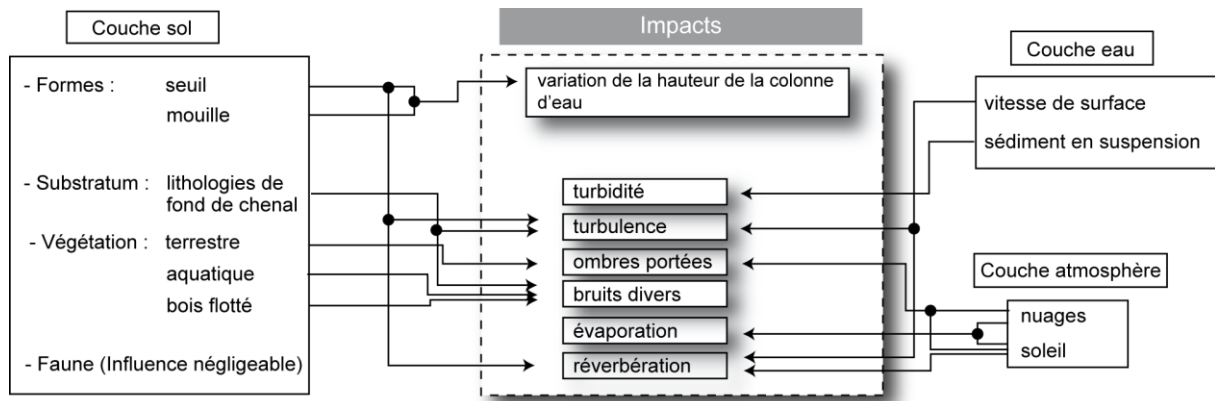 Couche sol
- Formes : seuil
mouille
- Substratum : lithologies de
fond de chenal
- Végétation : terrestre
aquatique
bois flotté
- Faune (Influence négligeable)
Impacts
variation de la hauteur de la colonne
d'eau
turbidité
turbulence
ombres portées
bruits divers
évaporation
réverbération
Couche eau
vitesse de surface
sédiment en suspension
Couche atmosphère
nuages
soleil